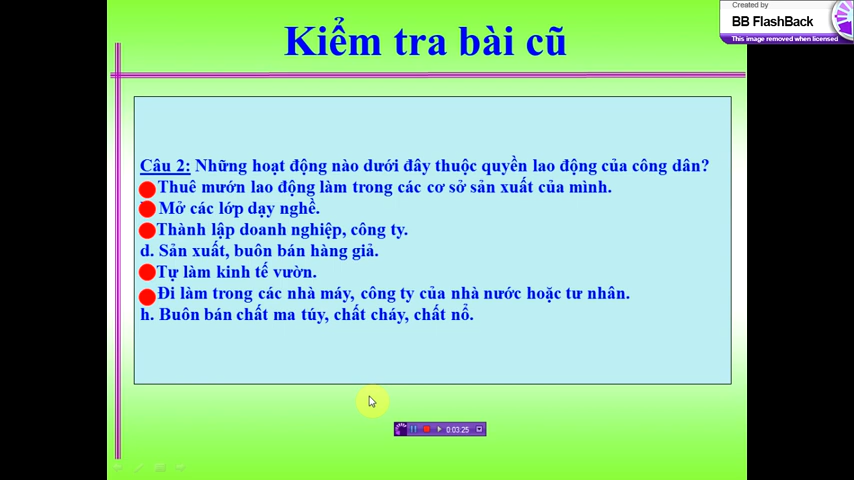 Created by
BB FlashBack
This image removed when licensed
Kiểm tra bài cũ
Câu 2: Những hoạt động nào dưới đây thuộc quyền lao động của công dân?
Thuê mướn lao động làm trong các cơ sở sản xuất của mình.
Mở các lớp dạy nghề.
Thành lập doanh nghiệp, công ty.
d. Sản xuất, buôn bán hàng giả.
Tự làm kinh tế vườn.
Đi làm trong các nhà máy, công ty của nhà nước hoặc tư nhân.
h. Buôn bán chất ma túy, chất cháy, chất nổ.
0:03.25